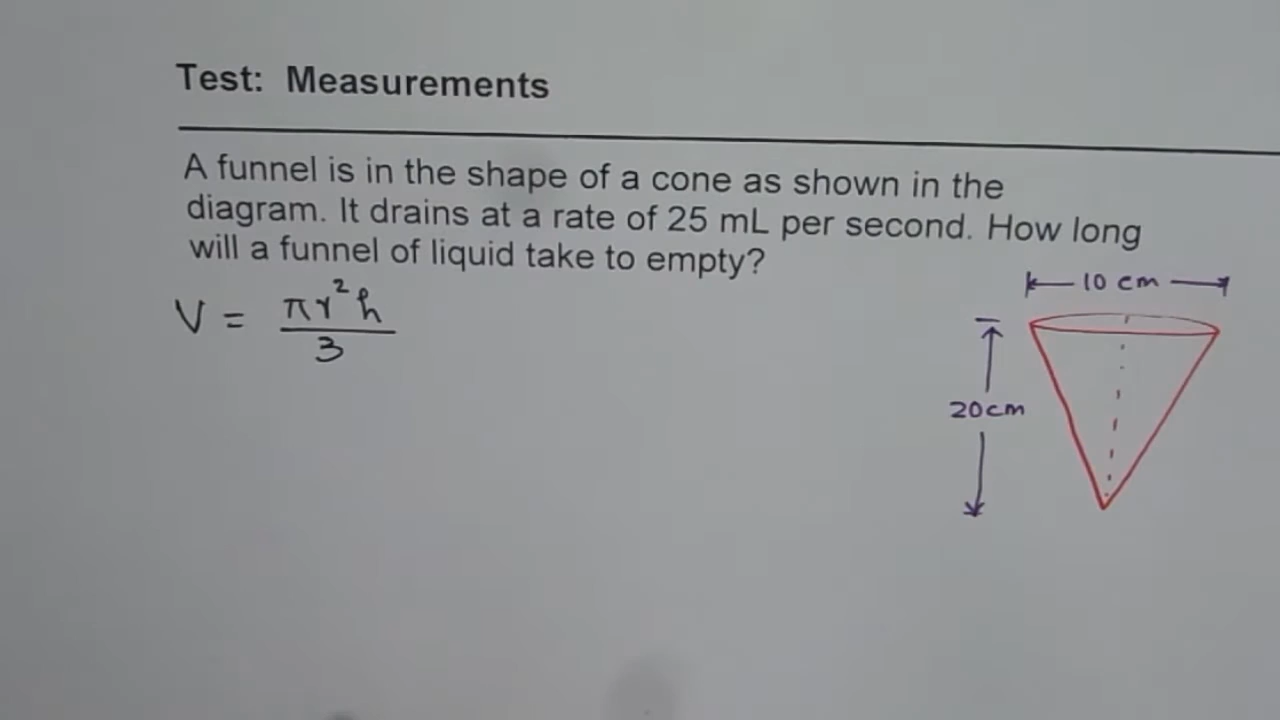 Test: Measurements
A funnel is in the shape of a cone as shown in the
diagram. It drains at a rate of 25 mL per second. How long
will a funnel of liquid take to empty?
V = πr²h
3
10 cm
20cm